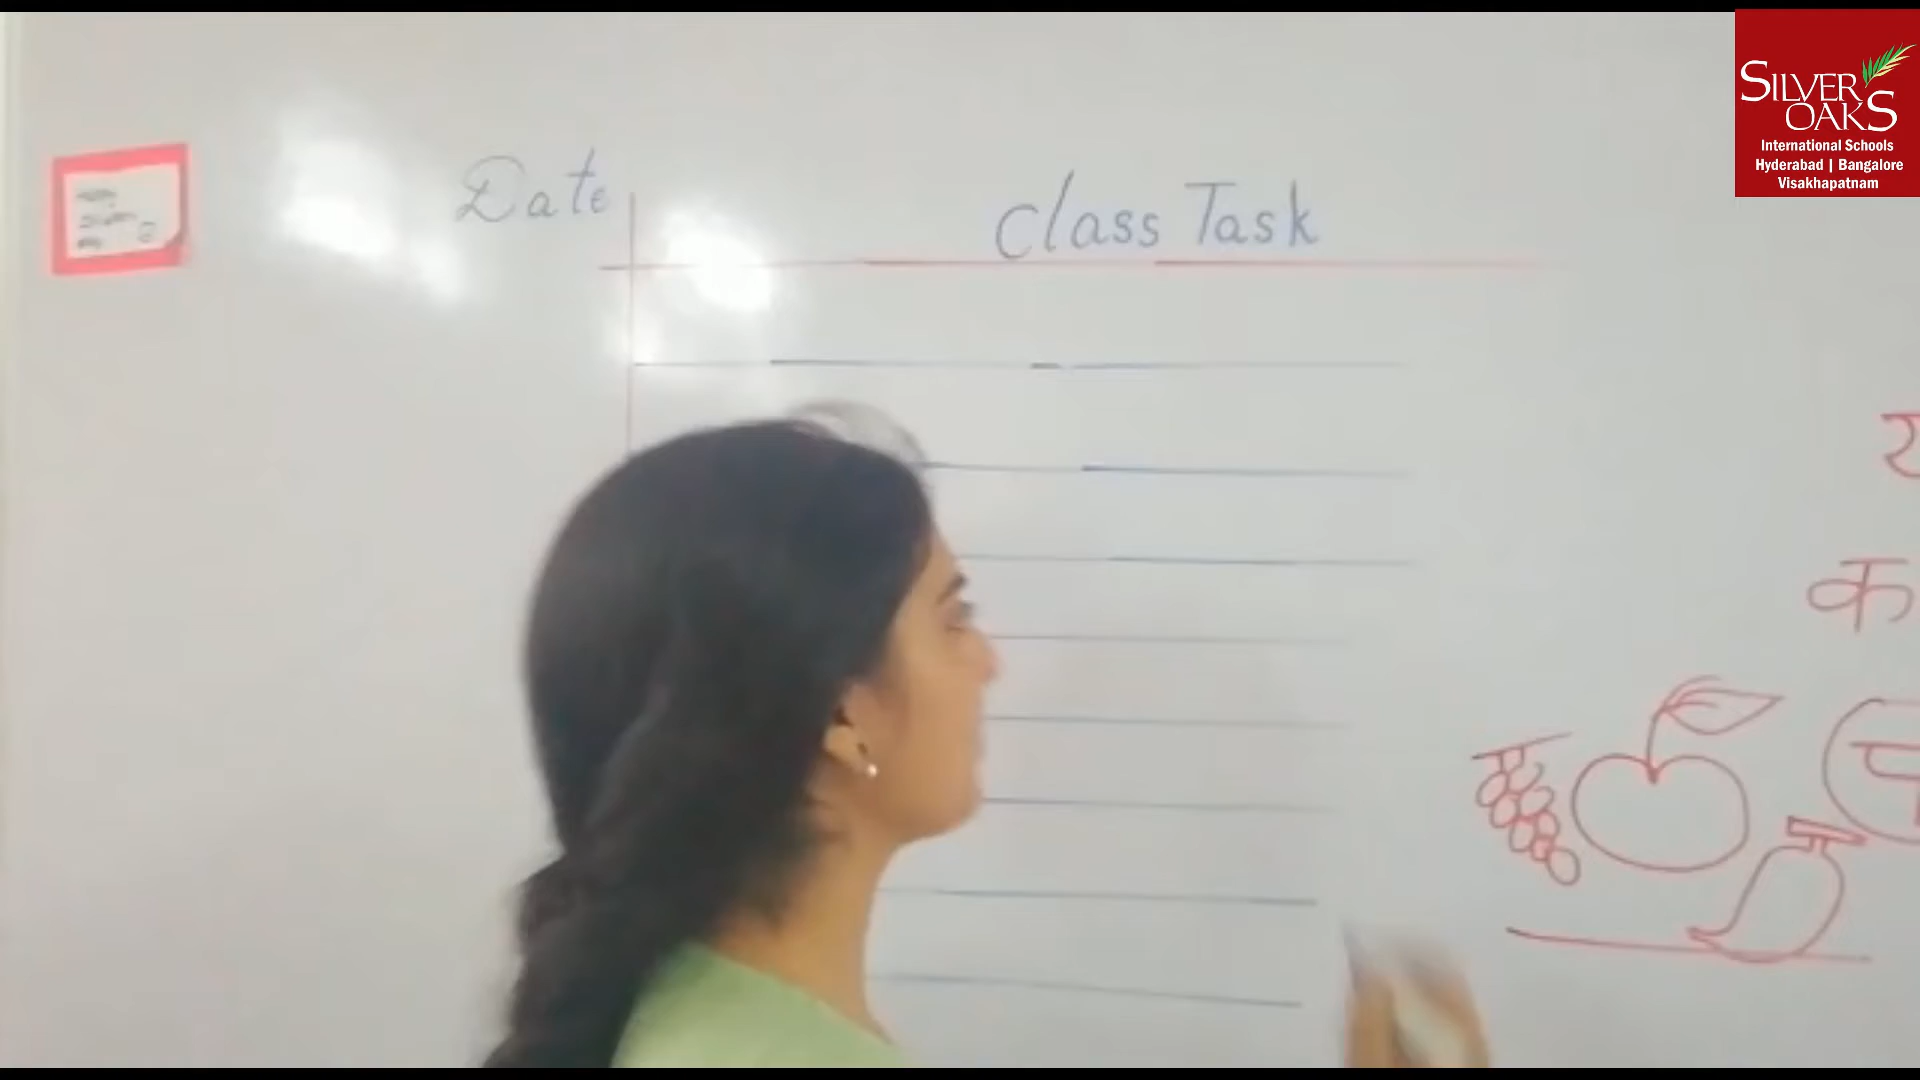 SILVER
OAKS
International Schools
Hyderabad | Bangalore
Visakhapatnam
Date
Class Task
क